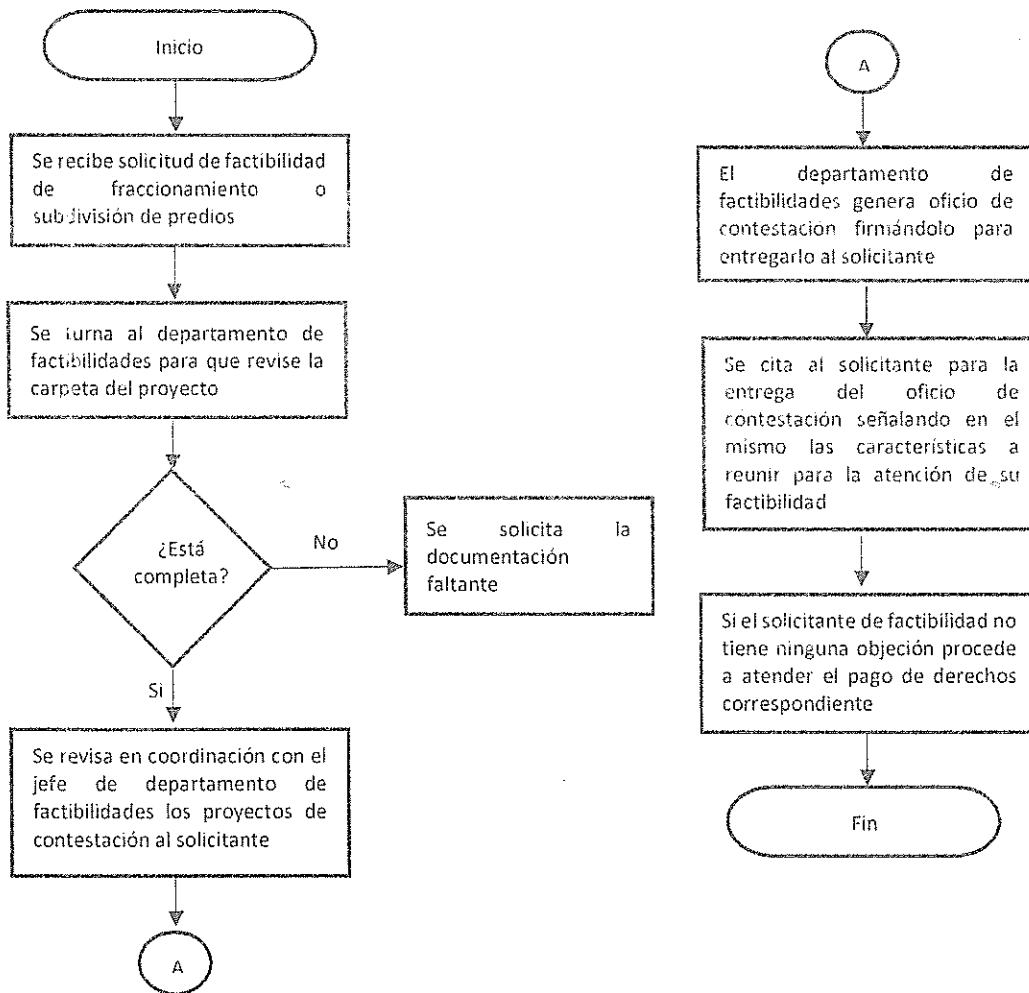 Inicio
Se recibe solicitud de factibilidad
de fraccionamiento o
subdivisión de predios
Se turna al departamento de
factibilidades para que revise la
carpeta del proyecto
¿Está
completa?
No
Se solicita la
documentación
faltante
Si
Se revisa en coordinación con el
jefe de departamento de
factibilidades los proyectos de
contestación al solicitante
A
A
El departamento de
factibilidades genera oficio de
contestación firmándolo para
entregarlo al solicitante
Se cita al solicitante para la
entrega del oficio de
contestación señalando en el
mismo las características a
reunir para la atención de su
factibilidad
Si el solicitante de factibilidad no
tiene ninguna objeción procede
a atender el pago de derechos
correspondiente
Fin